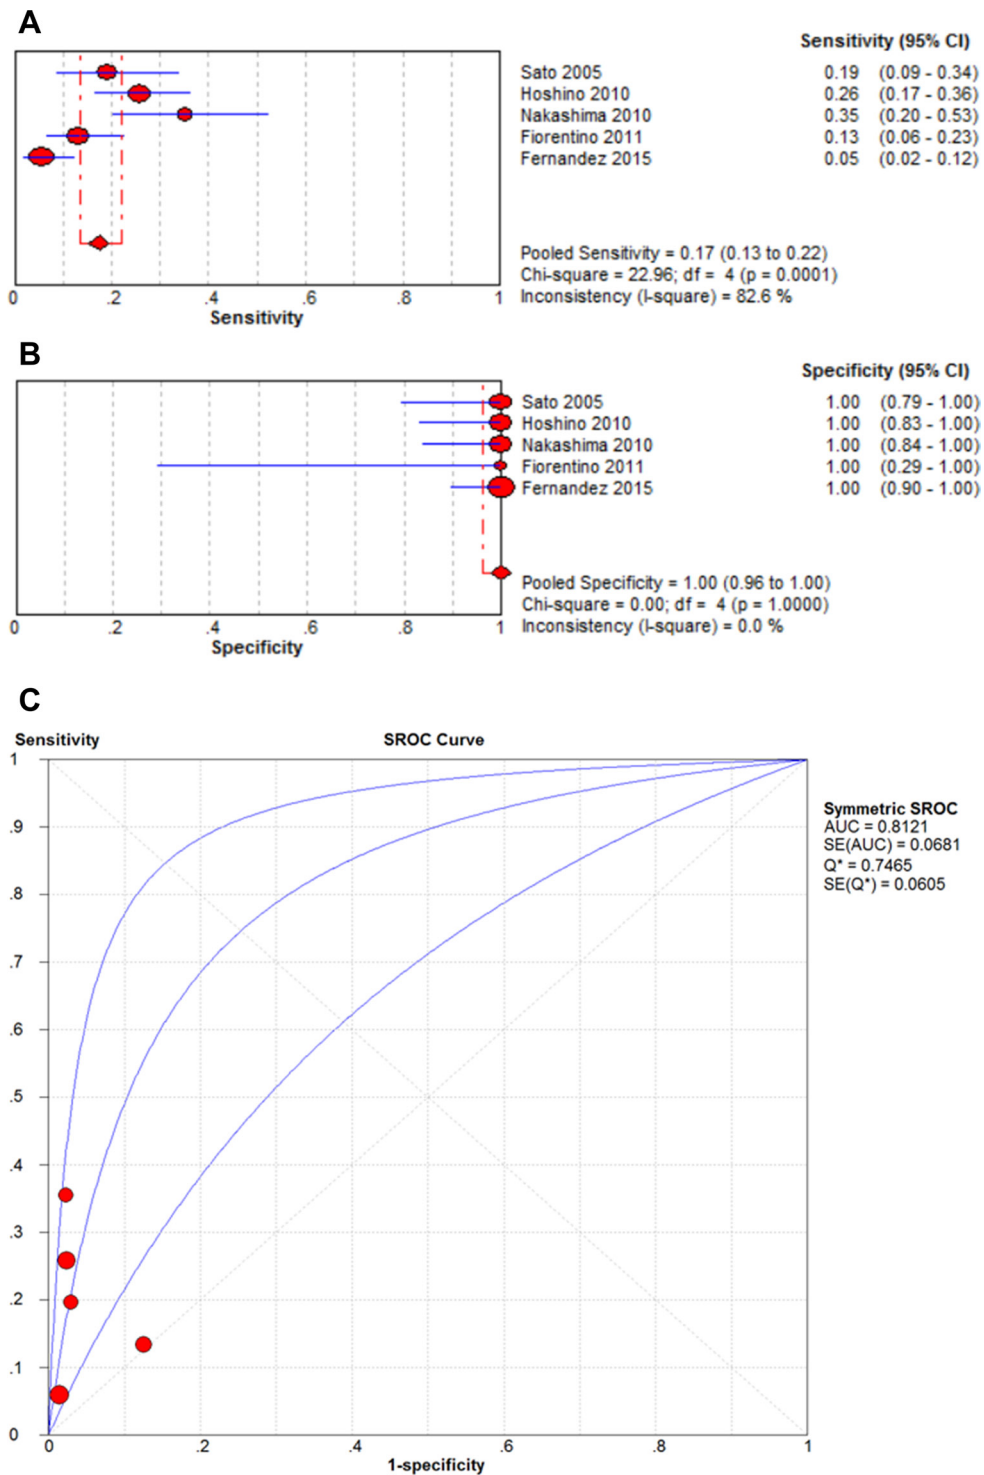 A
Sensitivity (95% CI)
Sato 2005 0.19 (0.09 - 0.34)
Hoshino 2010 0.26 (0.17 - 0.36)
Nakashima 2010 0.35 (0.20 - 0.53)
Fiorentino 2011 0.13 (0.06 - 0.23)
Fernandez 2015 0.05 (0.02 - 0.12)
Pooled Sensitivity = 0.17 (0.13 to 0.22)
Chi-square = 22.96; df = 4 (p = 0.0001)
Inconsistency (I-square) = 82.6 %
0 .2 .4 .6 .8 1
Sensitivity
B
Specificity (95% CI)
Sato 2005 1.00 (0.79 - 1.00)
Hoshino 2010 1.00 (0.83 - 1.00)
Nakashima 2010 1.00 (0.84 - 1.00)
Fiorentino 2011 1.00 (0.29 - 1.00)
Fernandez 2015 1.00 (0.90 - 1.00)
Pooled Specificity = 1.00 (0.96 to 1.00)
Chi-square = 0.00; df = 4 (p = 1.0000)
Inconsistency (I-square) = 0.0 %
0 .2 .4 .6 .8 1
Specificity
C
Sensitivity SROC Curve
1
.9
.8
.7
.6
.5
.4
.3
.2
.1
0
Symmetric SROC
AUC = 0.8121
SE(AUC) = 0.0681
Q* = 0.7465
SE(Q*) = 0.0605
0 .2 .4 .6 .8 1
1-specificity